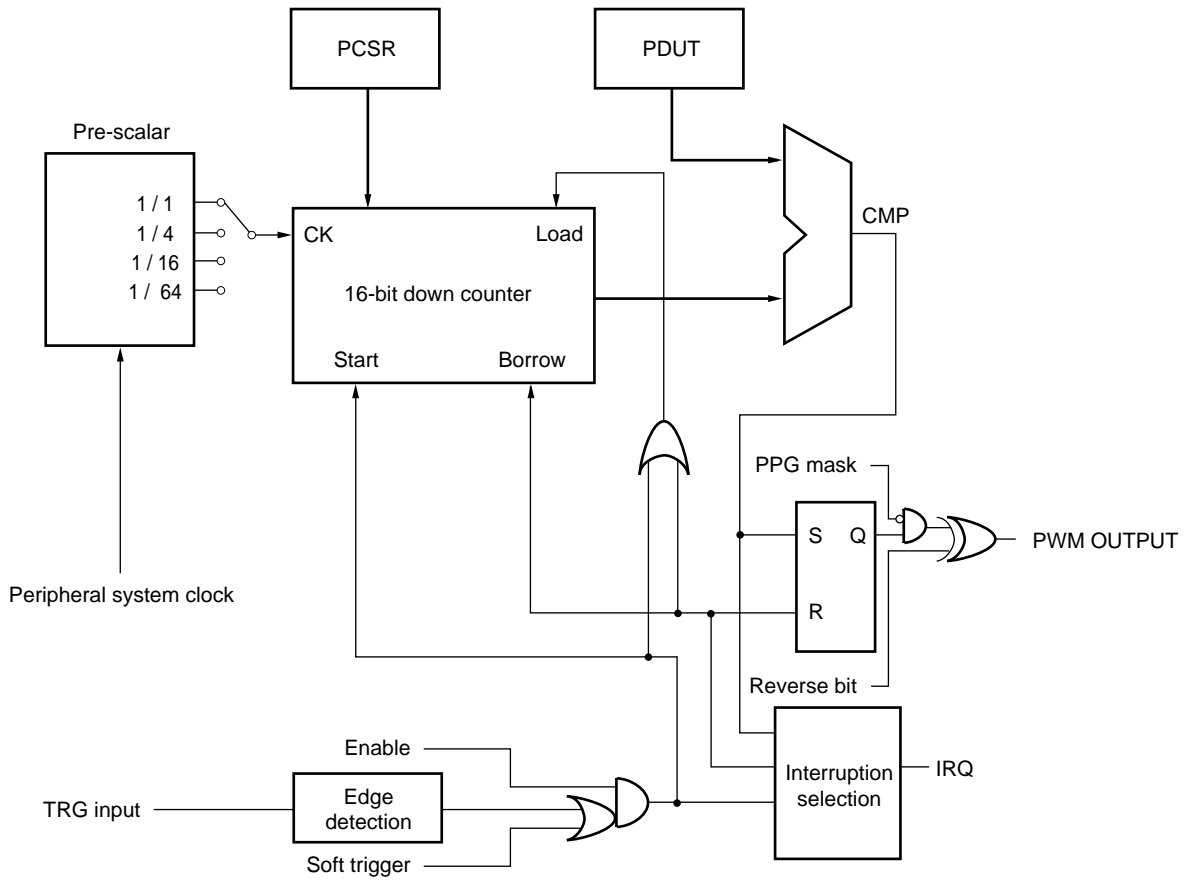 PCSR
PDUT
Pre-scalar
1 / 1
1 / 4
1 / 16
1 / 64
CK
Load
16-bit down counter
Start
Borrow
CMP
PPG mask
S
Q
R
PWM OUTPUT
Peripheral system clock
Reverse bit
Enable
TRG input
Edge
detection
Soft trigger
Interruption
selection
IRQ